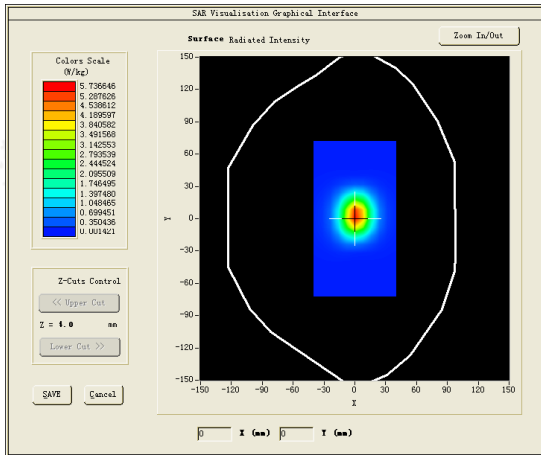 SAR Visualisation Graphical Interface
Surface Radiated Intensity
Zoom In/Out
Colors Scale
(W/kg)
5.736646
5.287626
4.538612
4.189597
3.840582
3.491568
3.142553
2.793539
2.444524
2.095509
1.746495
1.397480
1.048465
0.699451
0.350436
0.001421
150
120
90
60
30
0
-30
-60
-90
-120
-150
Y
-150 -120 -90 -60 -30 0 30 60 90 120 150
X
Z-Cuts Control
<< Upper Cut
Z = 4.0 mm
Lower Cut >>
SAVE
Cancel
0 X (mm) 0 Y (mm)